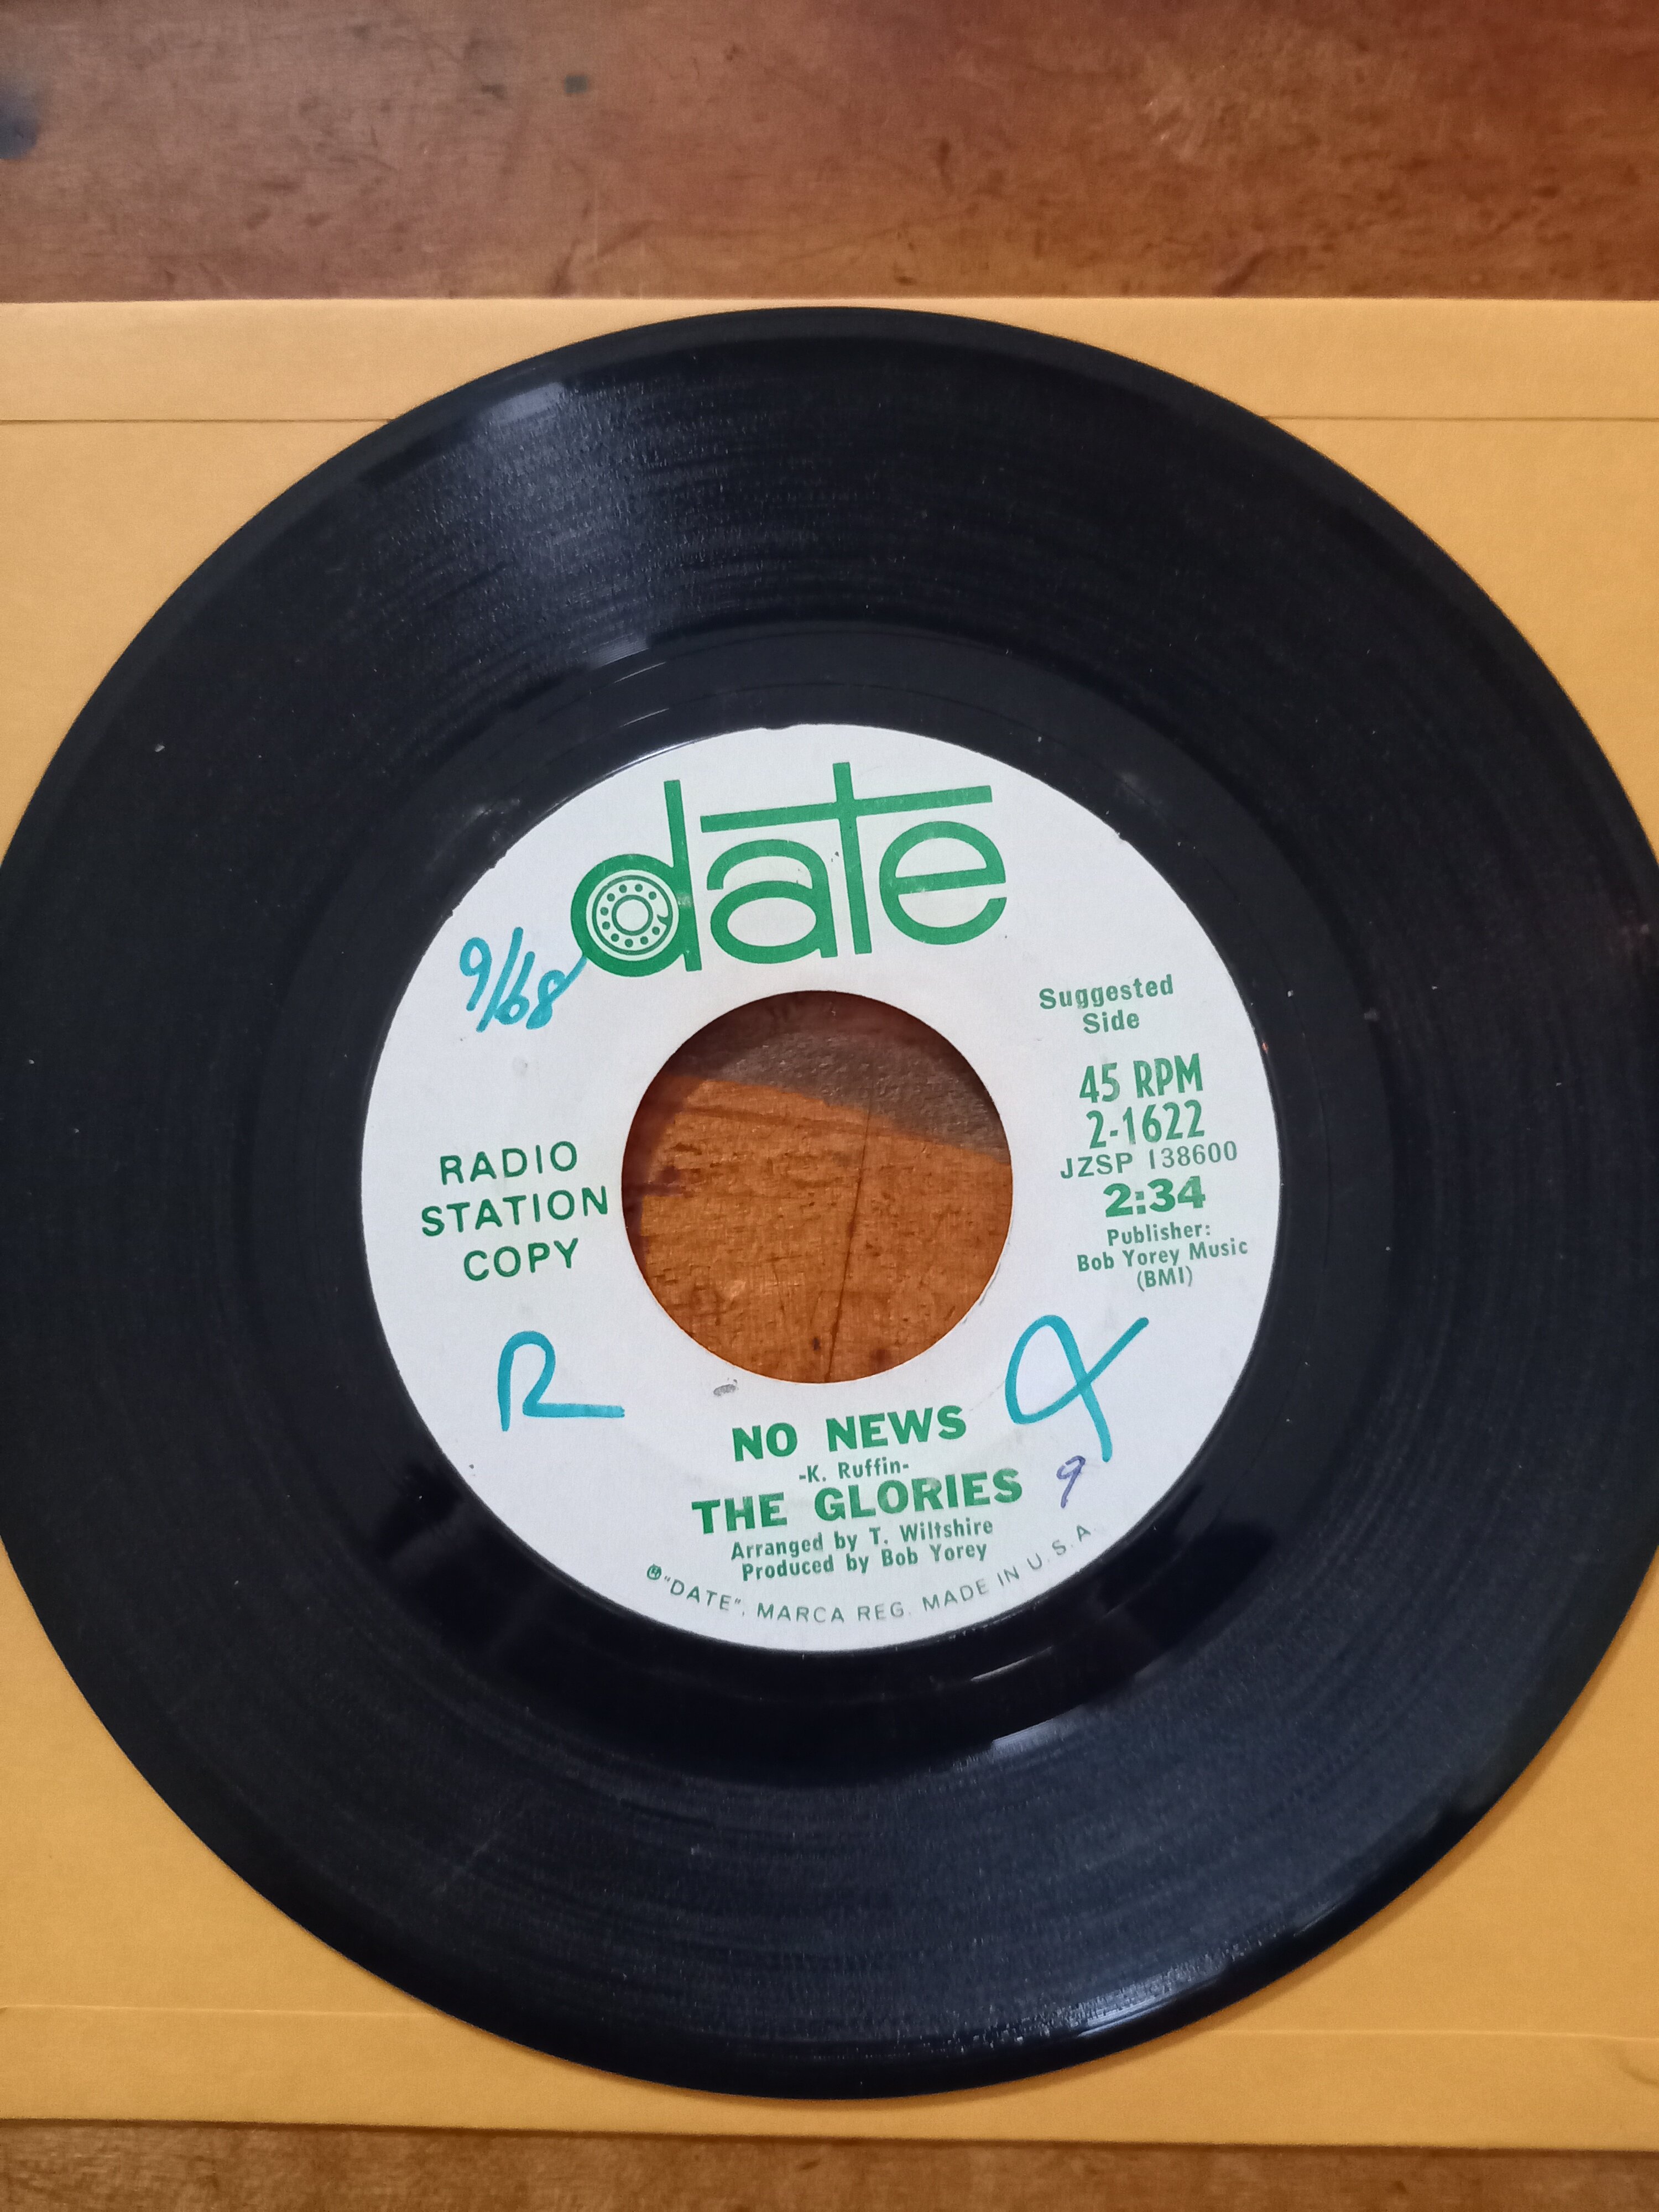 date
9/68
Suggested
Side
45 RPM
2-1622
JZSP 138600
2:34
Publisher:
Bob Yorey Music
(BMI)
RADIO
STATION
COPY
R
NO NEWS
-K. Ruffin-
THE GLORIES
9
Arranged by T. Wiltshire
Produced by Bob Yorey
"DATE", MARCA REG. MADE IN U.S.A.